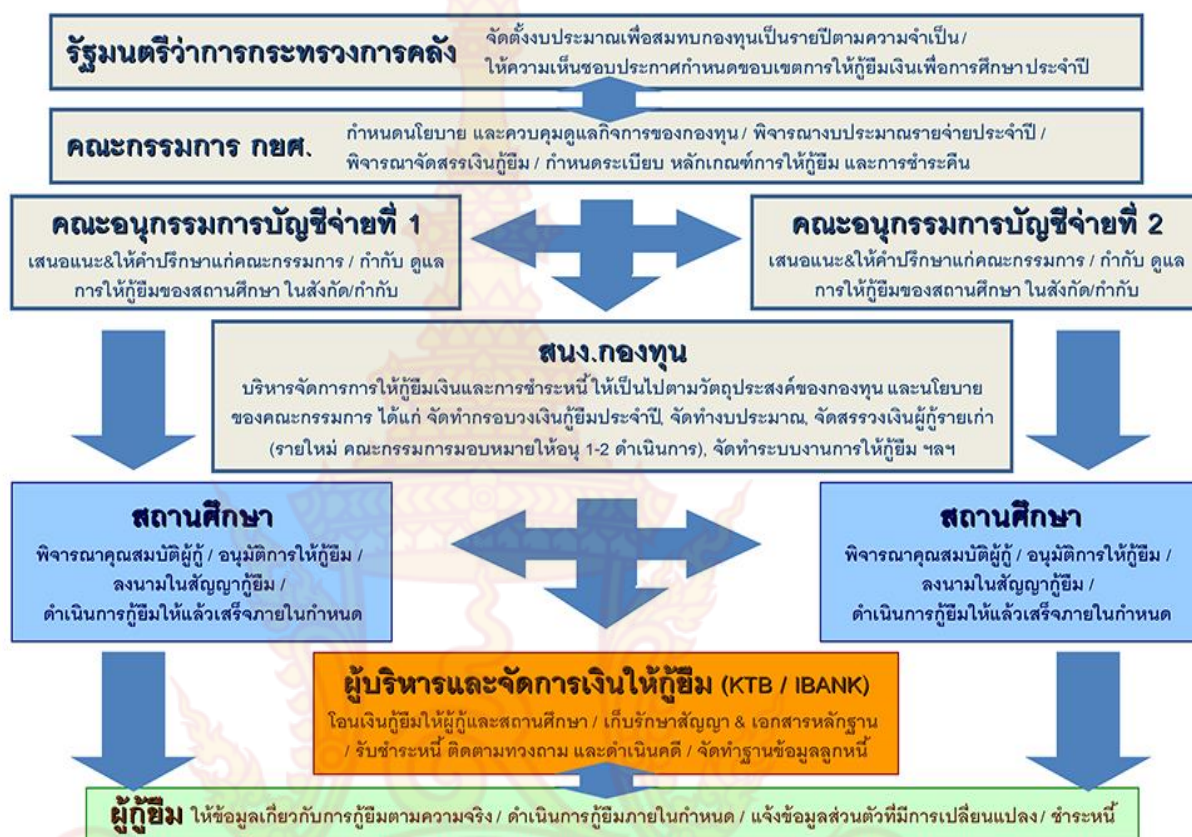 รัฐมนตรีว่าการกระทรวงการคลัง
จัดตั้งงบประมาณเพื่อสมทบกองทุนเป็นรายปีตามความจำเป็น /
ให้ความเห็นชอบประกาศกำหนดขอบเขตการให้กู้ยืมเงินเพื่อการศึกษาประจำปี
คณะกรรมการ กยศ.
กำหนดนโยบาย และควบคุมดูแลกิจการของกองทุน / พิจารณางบประมาณรายจ่ายประจำปี /
พิจารณาจัดสรรเงินกู้ยืม / กำหนดระเบียบ หลักเกณฑ์การให้กู้ยืม และการชำระคืน
คณะอนุกรรมการบัญชีจ่ายที่ 1
เสนอแนะ&ให้คำปรึกษาแก่คณะกรรมการ / กำกับ ดูแล
การให้กู้ยืมของสถานศึกษา ในสังกัด/กำกับ
คณะอนุกรรมการบัญชีจ่ายที่ 2
เสนอแนะ&ให้คำปรึกษาแก่คณะกรรมการ / กำกับ ดูแล
การให้กู้ยืมของสถานศึกษา ในสังกัด/กำกับ
สนง.กองทุน
บริหารจัดการการให้กู้ยืมเงินและการชำระหนี้ ให้เป็นไปตามวัตถุประสงค์ของกองทุน และนโยบาย
ของคณะกรรมการ ได้แก่ จัดทำกรอบวงเงินกู้ยืมประจำปี, จัดทำงบประมาณ, จัดสรรวงเงินผู้กู้รายเก่า
(รายใหม่ คณะกรรมการมอบหมายให้อนุ 1-2 ดำเนินการ), จัดทำระบบงานการให้กู้ยืม ฯลฯ
สถานศึกษา
พิจารณาคุณสมบัติผู้กู้ / อนุมัติการให้กู้ยืม /
ลงนามในสัญญากู้ยืม /
ดำเนินการกู้ยืมให้แล้วเสร็จภายในกำหนด
สถานศึกษา
พิจารณาคุณสมบัติผู้กู้ / อนุมัติการให้กู้ยืม /
ลงนามในสัญญากู้ยืม /
ดำเนินการกู้ยืมให้แล้วเสร็จภายในกำหนด
ผู้บริหารและจัดการเงินให้กู้ยืม (KTB / IBANK)
โอนเงินกู้ยืมให้ผู้กู้และสถานศึกษา / เก็บรักษาสัญญา & เอกสารหลักฐาน
/ รับชำระหนี้ ติดตามทวงถาม และดำเนินคดี / จัดทำฐานข้อมูลลูกหนี้
ผู้กู้ยืม ให้ข้อมูลเกี่ยวกับการกู้ยืมตามความจริง / ดำเนินการกู้ยืมภายในกำหนด / แจ้งข้อมูลส่วนตัวที่มีการเปลี่ยนแปลง / ชำระหนี้